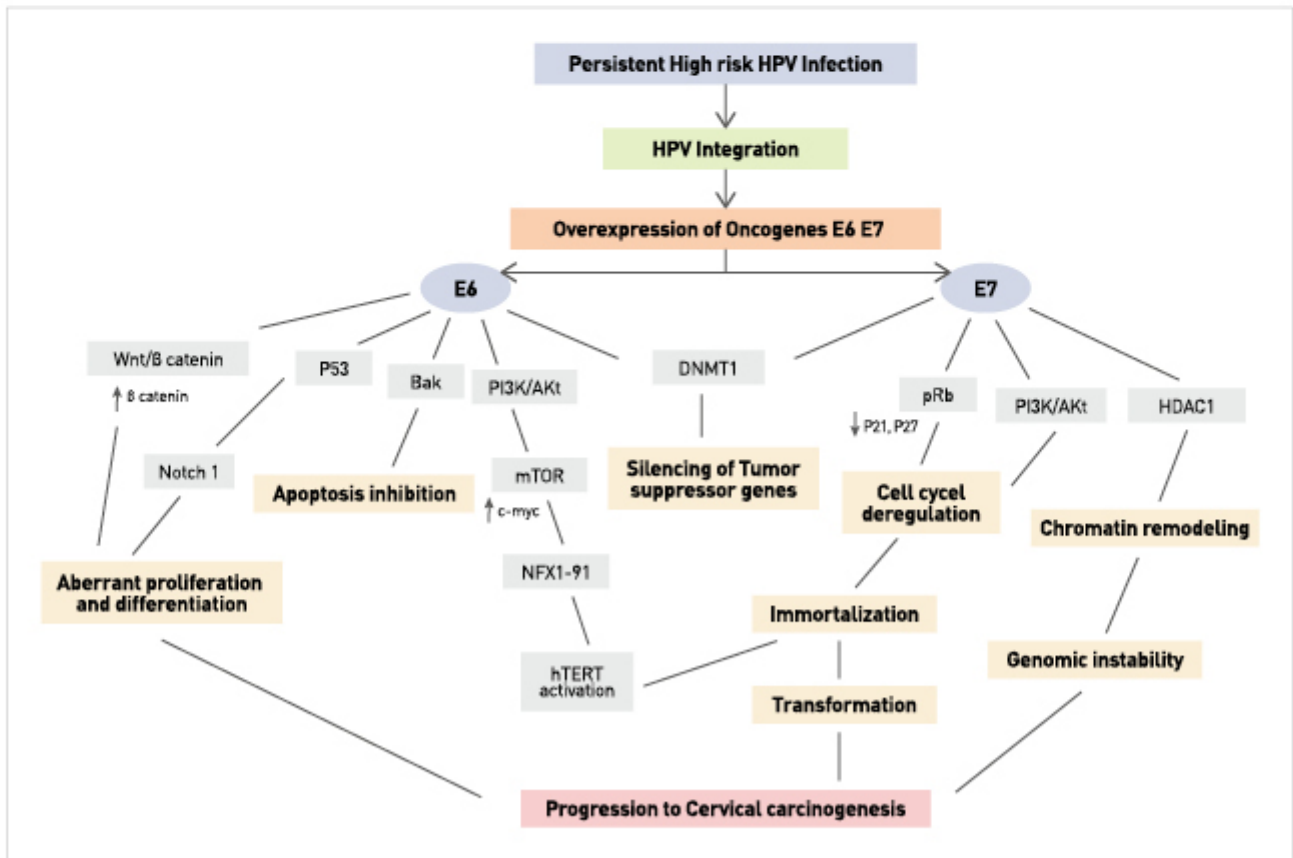 Persistent High risk HPV Infection
HPV Integration
Overexpression of Oncogenes E6 E7
E6
E7
Wnt/β catenin
P53
Bak
PI3K/AKt
DNMT1
pRb
PI3K/AKt
HDAC1
↑ β catenin
↓ P21, P27
Notch 1
Apoptosis inhibition
mTOR
↑ c-myc
Silencing of Tumor
suppressor genes
Cell cycel
deregulation
Chromatin remodeling
Aberrant proliferation
and differentiation
NFX1-91
Immortalization
Genomic instability
hTERT
activation
Transformation
Progression to Cervical carcinogenesis